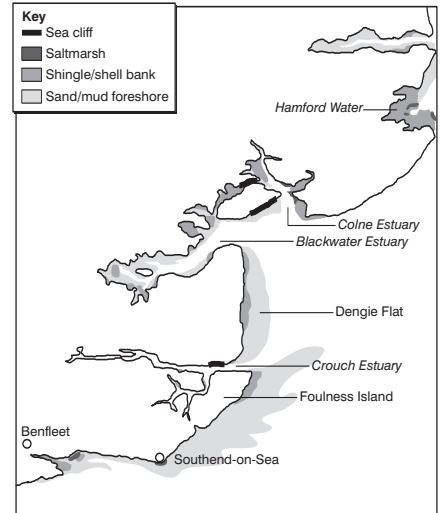 Key
Sea cliff
Saltmarsh
Shingle/shell bank
Sand/mud foreshore
Hamford Water
Colne Estuary
Blackwater Estuary
Dengie Flat
Crouch Estuary
Foulness Island
Benfleet
Southend-on-Sea